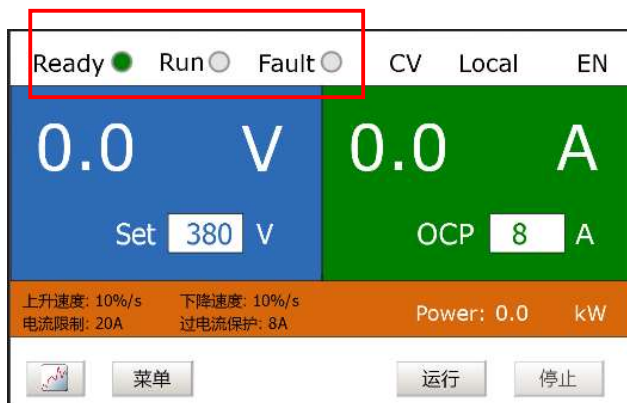 Ready Run Fault CV Local EN
0.0 V 0.0 A
Set 380 V OCP 8 A
上升速度: 10%/s 下降速度: 10%/s
电流限制: 20A 过电流保护: 8A
Power: 0.0 kW
菜单 运行 停止